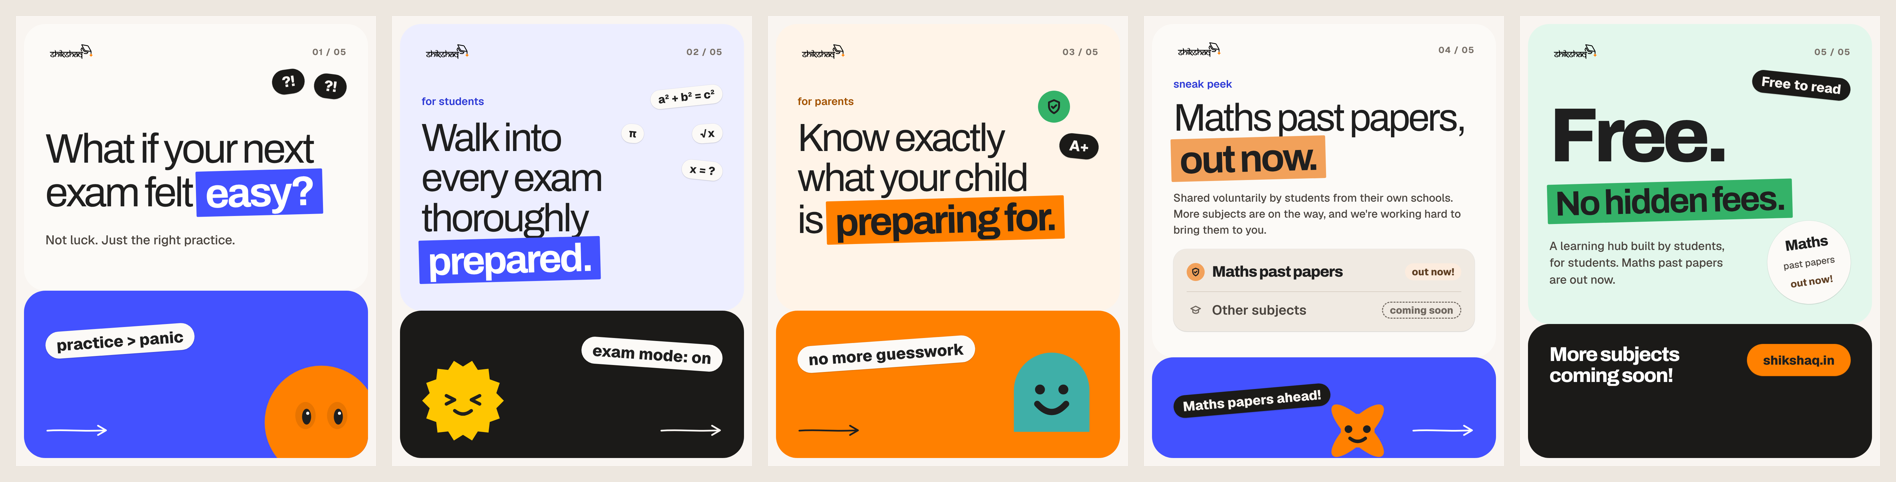 shikshaq
01 / 05
?!
?!
What if your next
exam felt easy?
Not luck. Just the right practice.
practice > panic
shikshaq
02 / 05
for students
a² + b² = c²
π
√x
x = ?
Walk into
every exam
thoroughly
prepared.
exam mode: on
shikshaq
03 / 05
for parents
A+
Know exactly
what your child
is preparing for.
no more guesswork
shikshaq
04 / 05
sneak peek
Maths past papers,
out now.
Shared voluntarily by students from their own schools.
More subjects are on the way, and we're working hard to
bring them to you.
Maths past papers
out now!
Other subjects
coming soon
Maths papers ahead!
shikshaq
05 / 05
Free to read
Free.
No hidden fees.
A learning hub built by students,
for students. Maths past papers
are out now.
Maths
past papers
out now!
More subjects
coming soon!
shikshaq.in